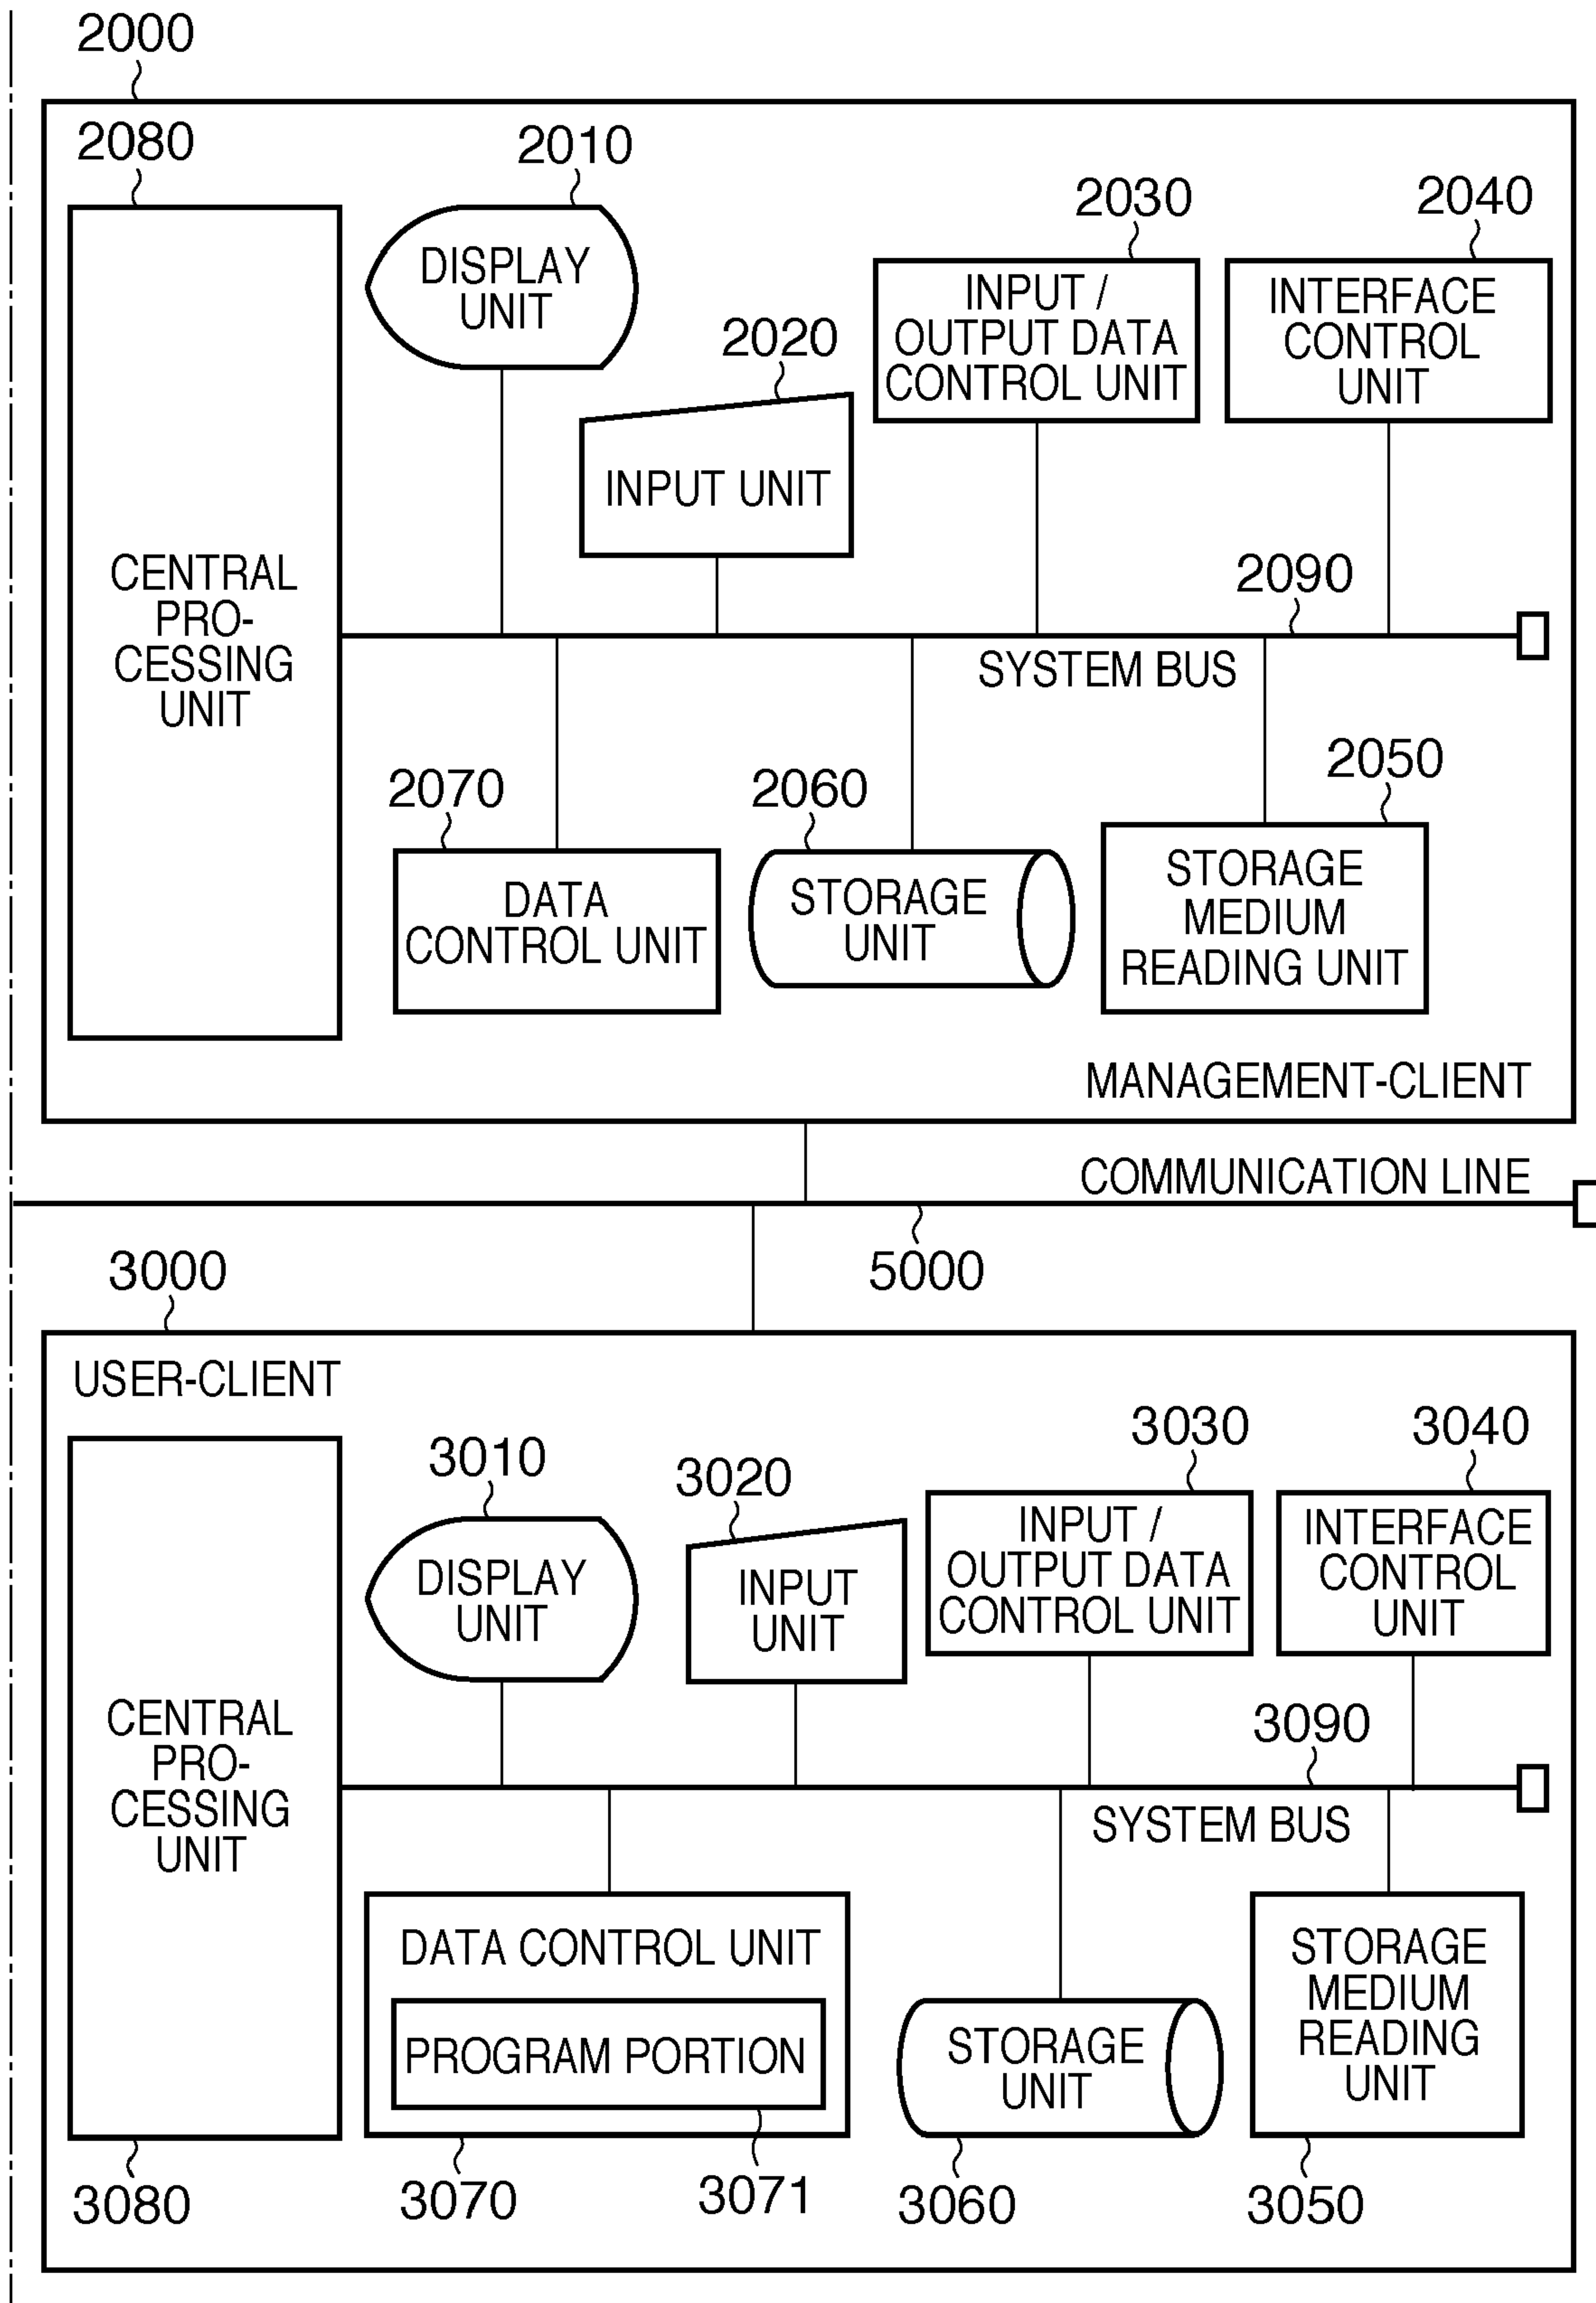 2000
2080
2010
2030
2040
DISPLAY
UNIT
INPUT /
OUTPUT DATA
CONTROL UNIT
INTERFACE
CONTROL
UNIT
2020
INPUT UNIT
CENTRAL
PRO-
CESSING
UNIT
2090
SYSTEM BUS
2070
2060
2050
DATA
CONTROL UNIT
STORAGE
UNIT
STORAGE
MEDIUM
READING UNIT
MANAGEMENT-CLIENT
COMMUNICATION LINE
5000
3000
USER-CLIENT
3010
3020
3030
3040
DISPLAY
UNIT
INPUT
UNIT
INPUT /
OUTPUT DATA
CONTROL UNIT
INTERFACE
CONTROL
UNIT
CENTRAL
PRO-
CESSING
UNIT
3090
SYSTEM BUS
DATA CONTROL UNIT
PROGRAM PORTION
STORAGE
UNIT
STORAGE
MEDIUM
READING
UNIT
3080
3070
3071
3060
3050